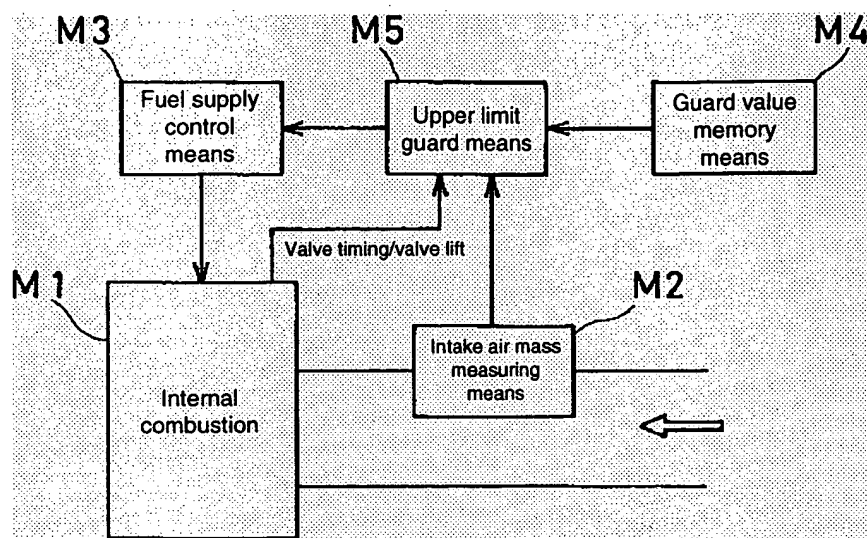 M3
M5
M4
Fuel supply
control
means
Upper limit
guard means
Guard value
memory
means
Valve timing/valve lift
M1
M2
Intake air mass
measuring
means
Internal
combustion